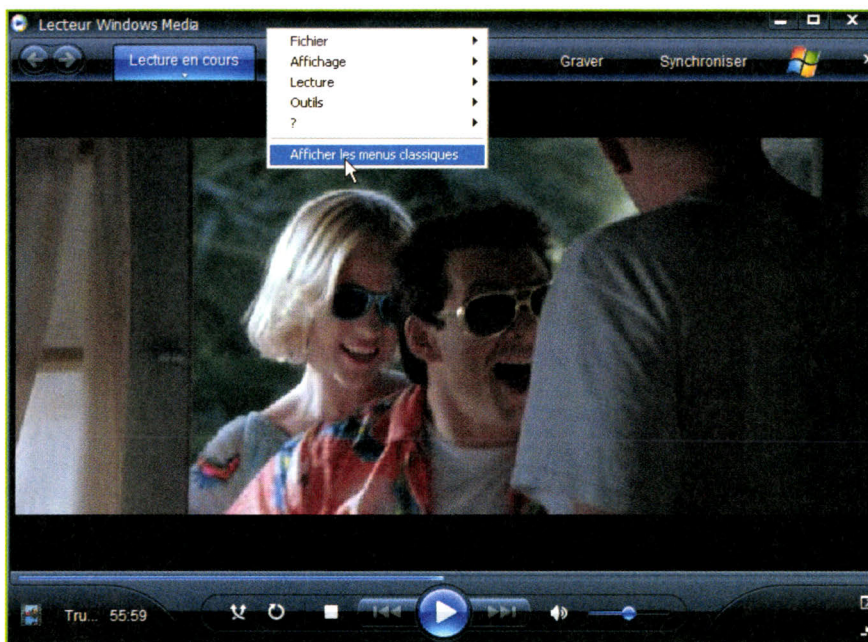 Lecteur Windows Media
Lecture en cours
Graver
Synchroniser
Fichier
Affichage
Lecture
Outils
?
Afficher les menus classiques
Tru... 55:59